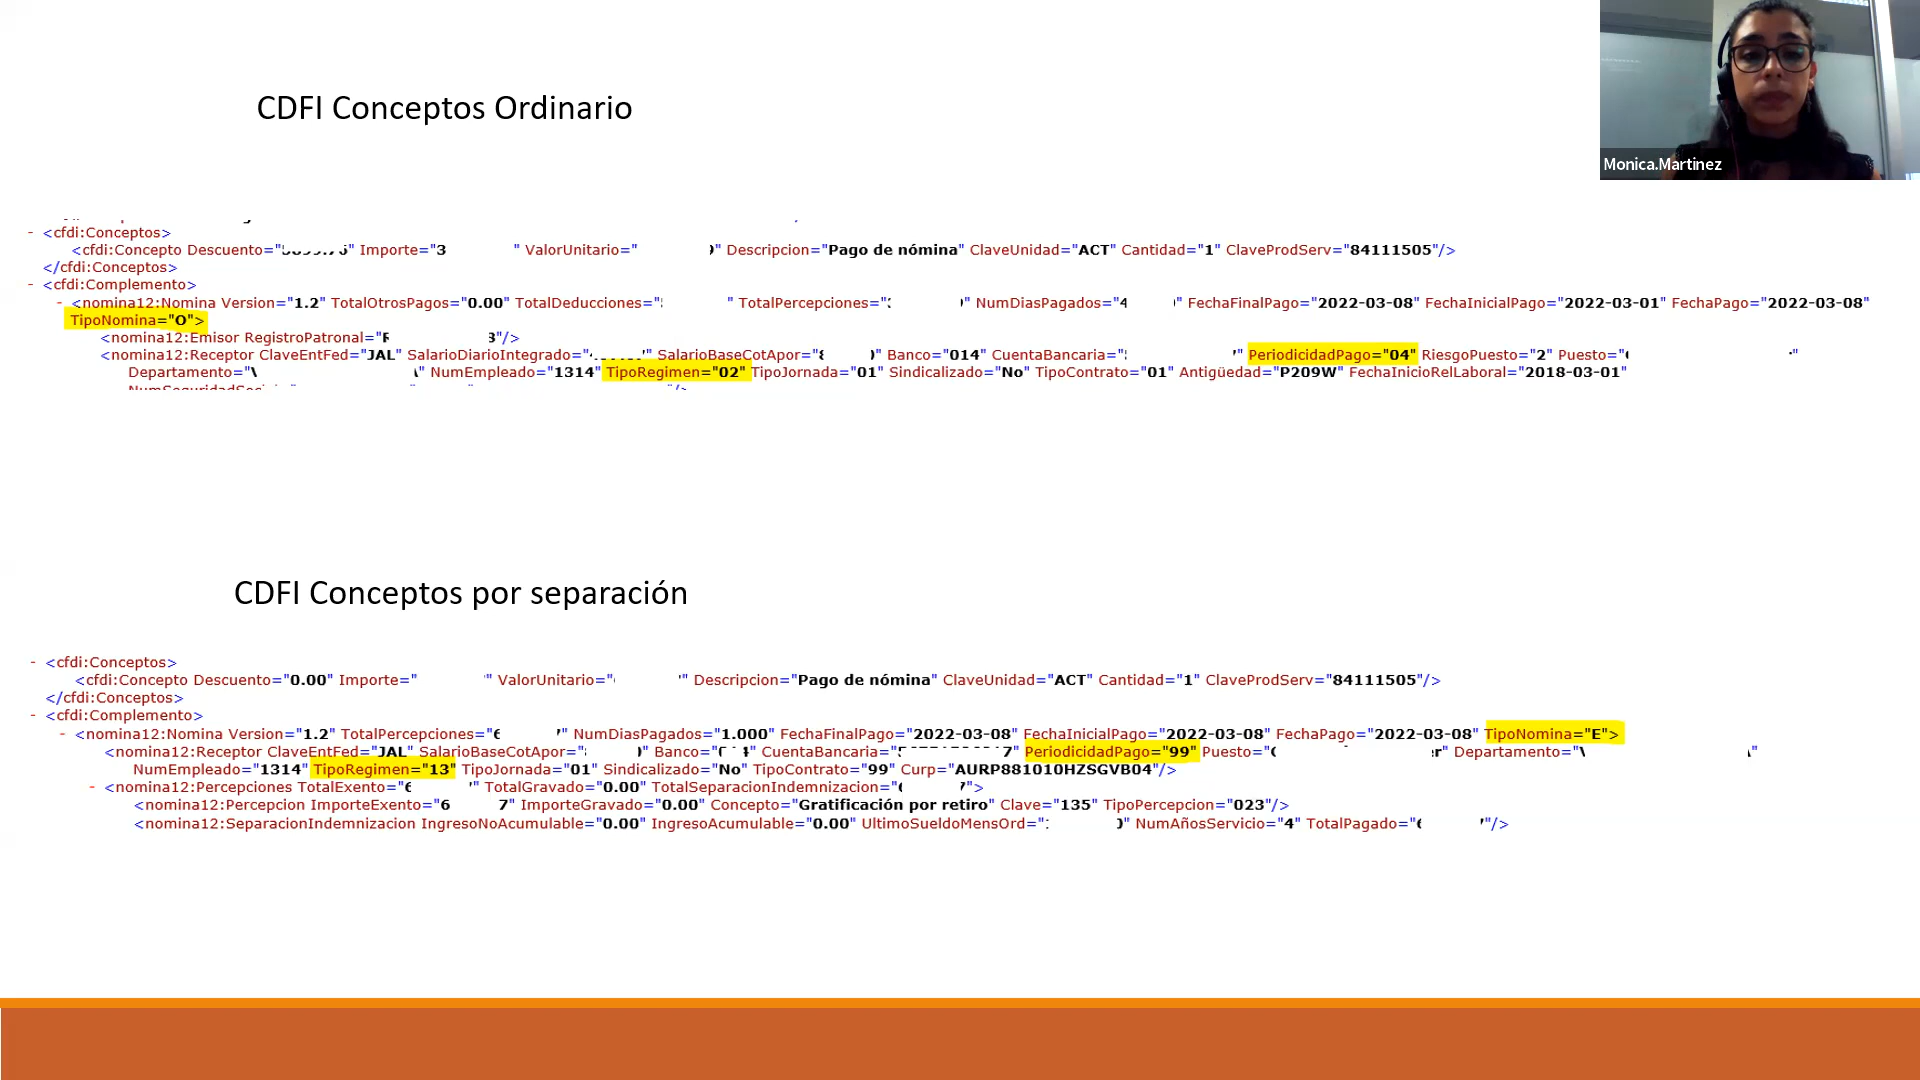 CDFI Conceptos Ordinario
Monica.Martinez
- <cfdi:Conceptos>
<cfdi:Concepto Descuento=" " Importe="3 " ValorUnitario=" " Descripcion="Pago de nómina" ClaveUnidad="ACT" Cantidad="1" ClaveProdServ="84111505"/>
</cfdi:Conceptos>
- <cfdi:Complemento>
- <nomina12:Nomina Version="1.2" TotalOtrosPagos="0.00" TotalDeducciones=" " TotalPercepciones=" " NumDiasPagados="4 " FechaFinalPago="2022-03-08" FechaInicialPago="2022-03-01" FechaPago="2022-03-08"
TipoNomina="O">
<nomina12:Emisor RegistroPatronal=" "/>
<nomina12:Receptor ClaveEntFed="JAL" SalarioDiarioIntegrado=" " SalarioBaseCotApor=" " Banco="014" CuentaBancaria=" " PeriodicidadPago="04" RiesgoPuesto="2" Puesto=" "
Departamento=" " NumEmpleado="1314" TipoRegimen="02" TipoJornada="01" Sindicalizado="No" TipoContrato="01" Antigüedad="P209W" FechaInicioRelLaboral="2018-03-01"
CDFI Conceptos por separación
- <cfdi:Conceptos>
<cfdi:Concepto Descuento="0.00" Importe=" " ValorUnitario=" " Descripcion="Pago de nómina" ClaveUnidad="ACT" Cantidad="1" ClaveProdServ="84111505"/>
</cfdi:Conceptos>
- <cfdi:Complemento>
- <nomina12:Nomina Version="1.2" TotalPercepciones=" " NumDiasPagados="1.000" FechaFinalPago="2022-03-08" FechaInicialPago="2022-03-08" FechaPago="2022-03-08" TipoNomina="E">
<nomina12:Receptor ClaveEntFed="JAL" SalarioBaseCotApor=" " Banco=" " CuentaBancaria=" " PeriodicidadPago="99" Puesto=" " Departamento=" "
NumEmpleado="1314" TipoRegimen="13" TipoJornada="01" Sindicalizado="No" TipoContrato="99" Curp="AURP881010HZSGVB04"/>
- <nomina12:Percepciones TotalExento=" " TotalGravado="0.00" TotalSeparacionIndemnizacion=" ">
<nomina12:Percepcion ImporteExento="6 7" ImporteGravado="0.00" Concepto="Gratificación por retiro" Clave="135" TipoPercepcion="023"/>
<nomina12:SeparacionIndemnizacion IngresoNoAcumulable="0.00" IngresoAcumulable="0.00" UltimoSueldoMensOrd=" " NumAñosServicio="4" TotalPagado=" "/>